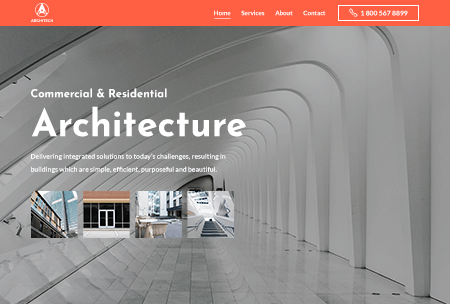 ARCHITECH
Home Services About Contact 1 800 567 8899
Commercial & Residential
Architecture
Delivering integrated solutions to today's challenges, resulting in
buildings which are simple, efficient, purposeful and beautiful.